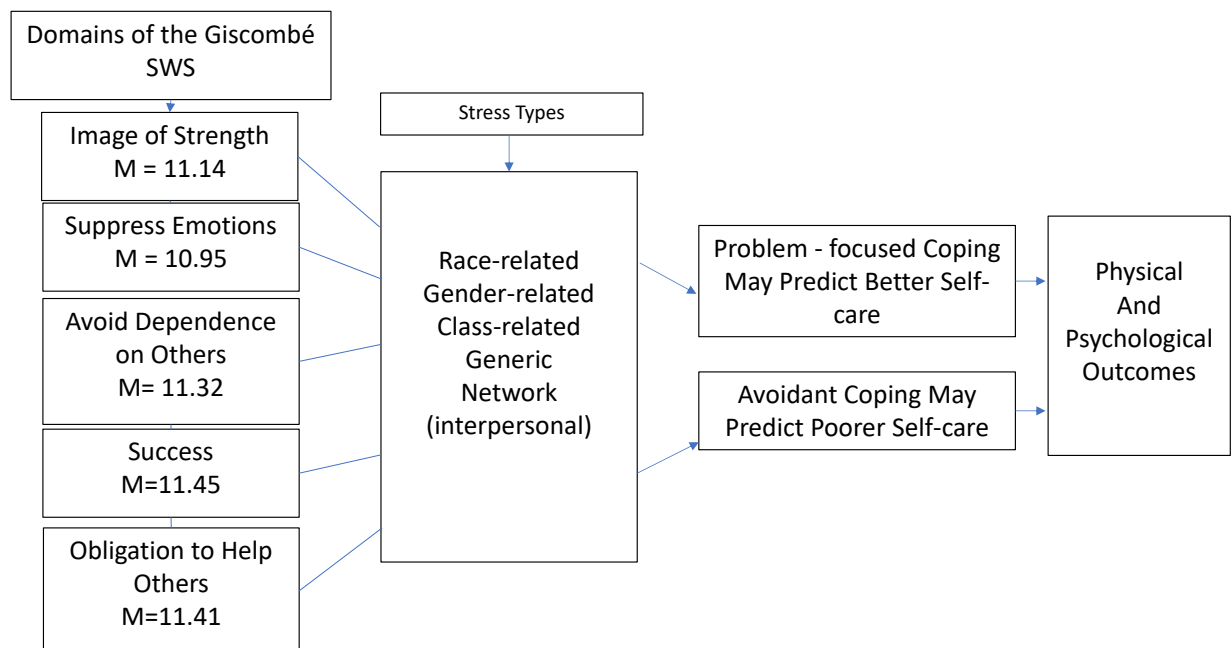 Domains of the Giscombé
SWS
Image of Strength
M = 11.14
Suppress Emotions
M = 10.95
Avoid Dependence
on Others
M= 11.32
Success
M=11.45
Obligation to Help
Others
M=11.41
Stress Types
Race-related
Gender-related
Class-related
Generic
Network
(interpersonal)
Problem - focused Coping
May Predict Better Self-
care
Avoidant Coping May
Predict Poorer Self-care
Physical
And
Psychological
Outcomes